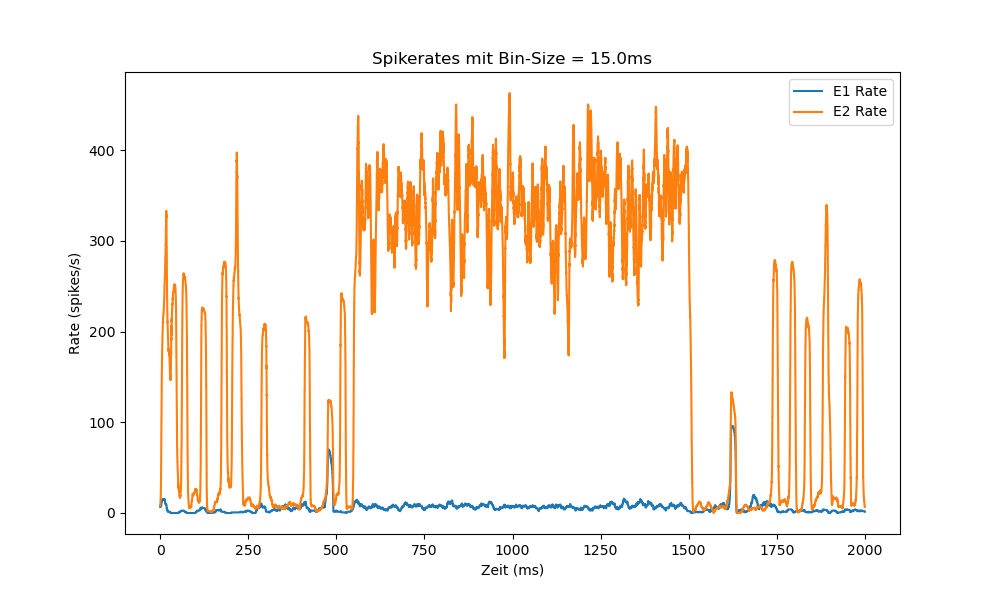 Spikerates mit Bin-Size = 15.0ms
E1 Rate
E2 Rate
Rate (spikes/s)
400
300
200
100
0
0 250 500 750 1000 1250 1500 1750 2000
Zeit (ms)